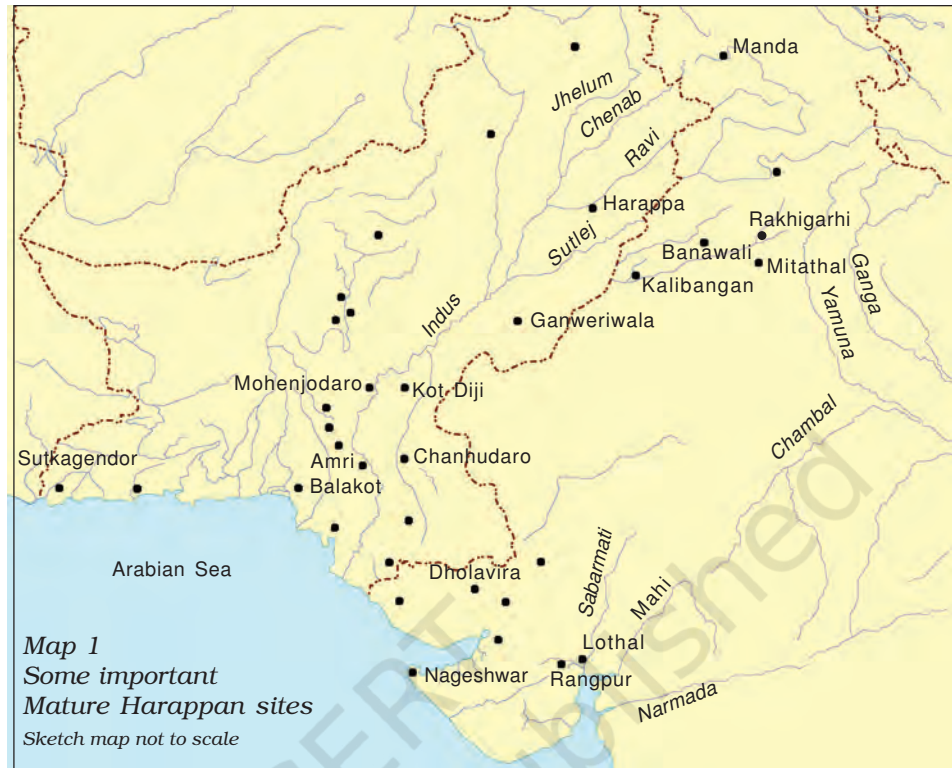 Manda
Jhelum
Chenab
Ravi
Harappa
Sutlej
Rakhigarhi
Banawali
Mitathal
Kalibangan
Ganga
Yamuna
Indus
Ganweriwala
Mohenjodaro
Kot Diji
Chambal
Sutkagendor
Amri
Chanhudaro
Balakot
Arabian Sea
Dholavira
Sabarmati
Mahi
Lothal
Nageshwar
Rangpur
Narmada
Map 1
Some important
Mature Harappan sites
Sketch map not to scale